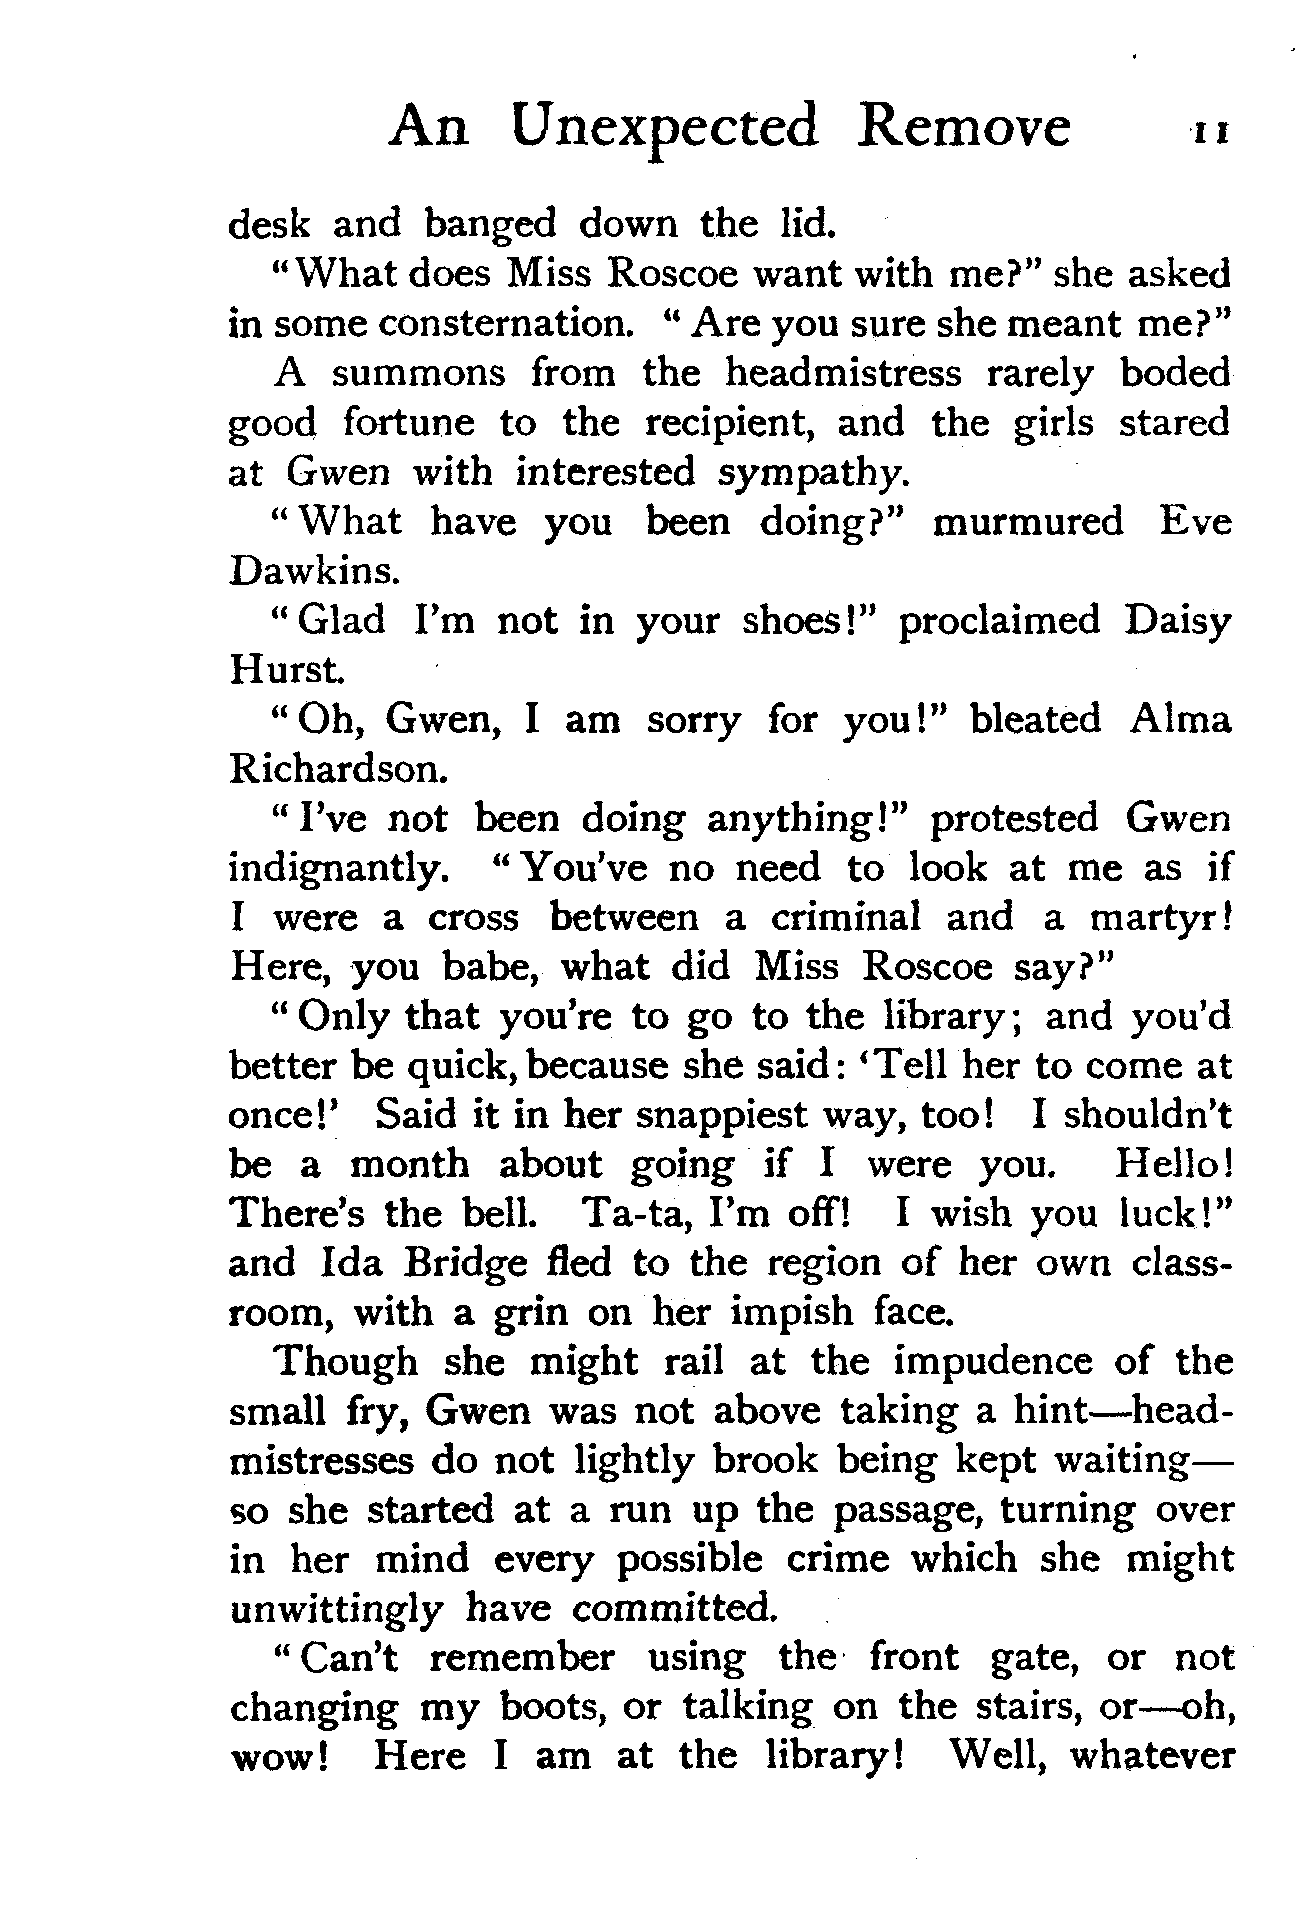 An Unexpected Remove 11
desk and banged down the lid.
"What does Miss Roscoe want with me?" she asked
in some consternation. "Are you sure she meant me?"
A summons from the headmistress rarely boded
good fortune to the recipient, and the girls stared
at Gwen with interested sympathy.
"What have you been doing?" murmured Eve
Dawkins.
"Glad I'm not in your shoes!" proclaimed Daisy
Hurst.
"Oh, Gwen, I am sorry for you!" bleated Alma
Richardson.
"I've not been doing anything!" protested Gwen
indignantly. "You've no need to look at me as if
I were a cross between a criminal and a martyr!
Here, you babe, what did Miss Roscoe say?"
"Only that you're to go to the library; and you'd
better be quick, because she said: 'Tell her to come at
once!' Said it in her snappiest way, too! I shouldn't
be a month about going if I were you. Hello!
There's the bell. Ta-ta, I'm off! I wish you luck!"
and Ida Bridge fled to the region of her own class-
room, with a grin on her impish face.
Though she might rail at the impudence of the
small fry, Gwen was not above taking a hint—head-
mistresses do not lightly brook being kept waiting—
so she started at a run up the passage, turning over
in her mind every possible crime which she might
unwittingly have committed.
"Can't remember using the front gate, or not
changing my boots, or talking on the stairs, or—oh,
wow! Here I am at the library! Well, whatever